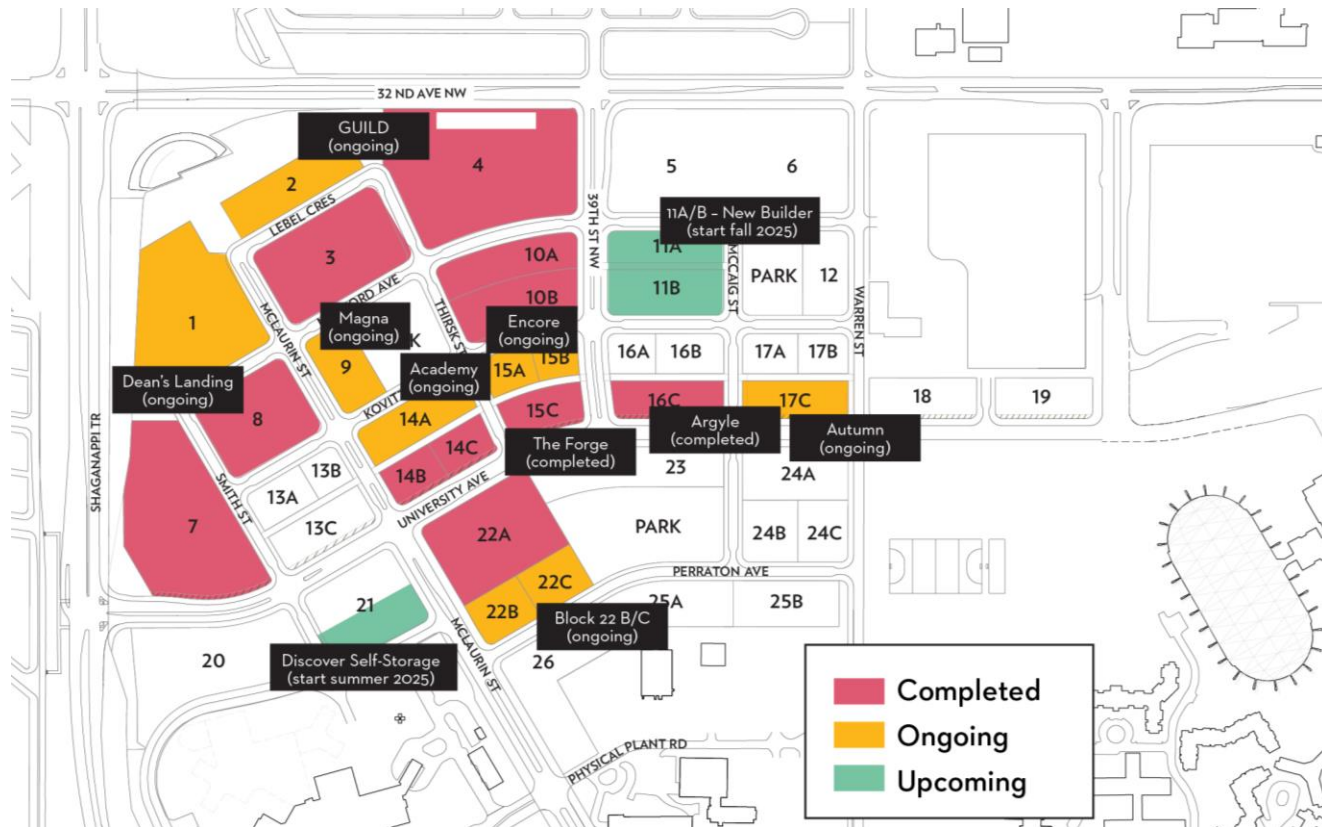 32 ND AVE NW
GUILD
(ongoing)
4
5
6
2
LEBEL CRES
39TH ST NW
11A/B – New Builder
(start fall 2025)
3
10A
11A
MCCAIG ST
PARK
12
10B
11B
1
MCLAURIN ST
ORD AVE
THIRSK ST
WARREN ST
Magna
(ongoing)
K
Encore
(ongoing)
9
15A
15B
16A
16B
17A
17B
Academy
(ongoing)
Dean's Landing
(ongoing)
KOVIT
8
14A
15C
16C
17C
18
19
SHAGANAPPI TR
Argyle
(completed)
Autumn
(ongoing)
The Forge
(completed)
14C
14B
13B
13A
13C
SMITH ST
UNIVERSITY AVE
23
24A
7
22A
PARK
24B
24C
PERRATON AVE
22C
22B
25A
25B
21
Block 22 B/C
(ongoing)
20
Discover Self-Storage
(start summer 2025)
MCLAURIN ST
26
PHYSICAL PLANT RD
Completed
Ongoing
Upcoming